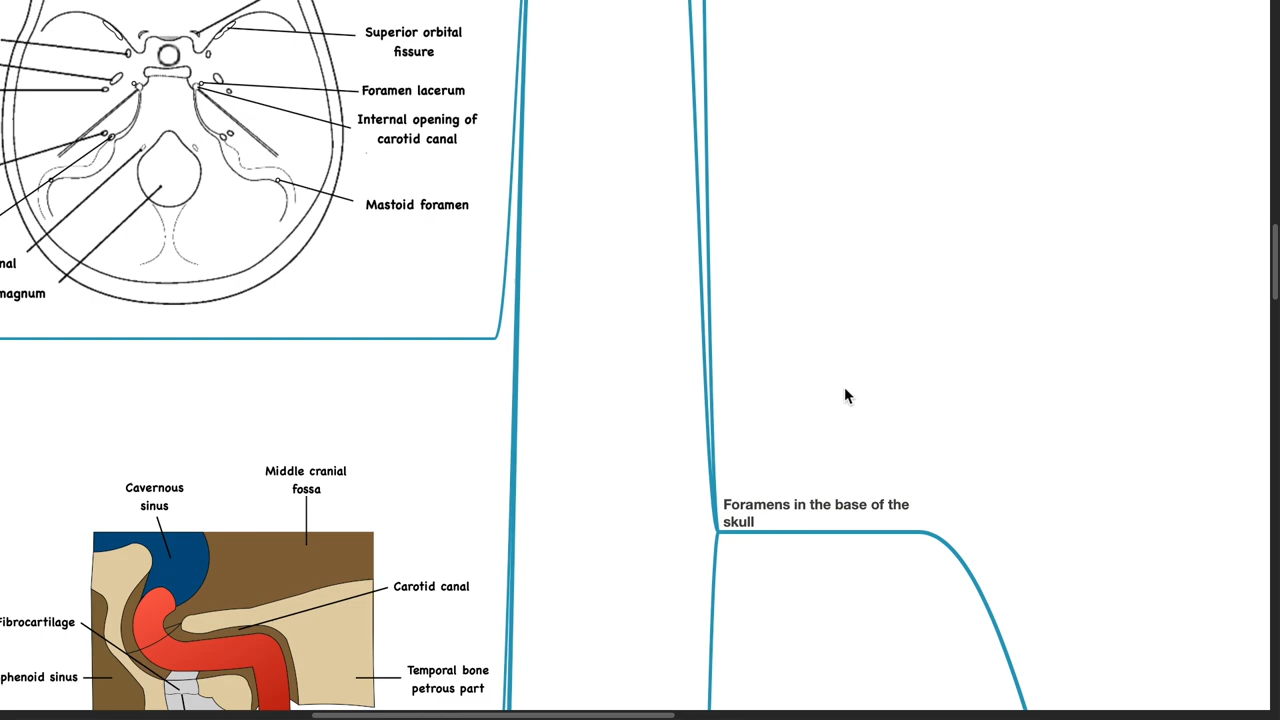 Superior orbital
fissure
Foramen lacerum
Internal opening of
carotid canal
Mastoid foramen
nal
magnum
Middle cranial
fossa
Cavernous
sinus
Foramens in the base of the
skull
Carotid canal
Fibrocartilage
phenoid sinus
Temporal bone
petrous part